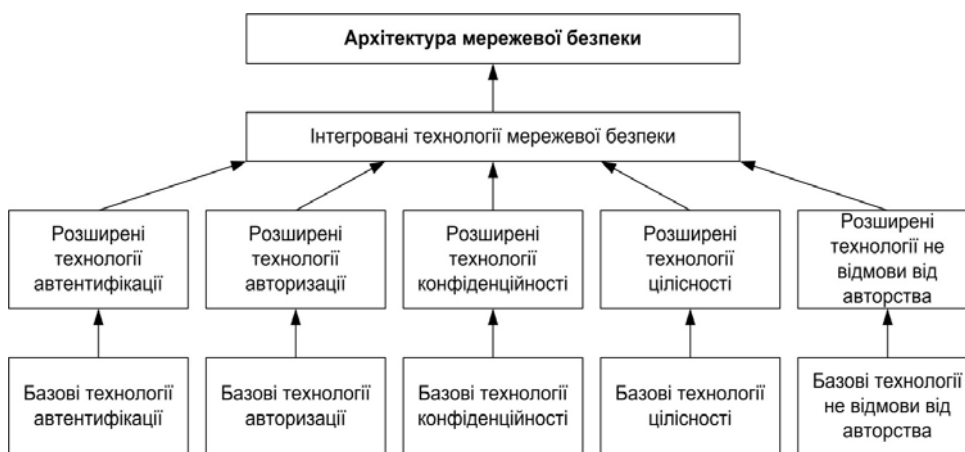 Архітектура мережевої безпеки
Інтегровані технології мережевої безпеки
Розширені
технології
автентифікації
Розширені
технології
авторизації
Розширені
технології
конфіденційності
Розширені
технології
цілісності
Розширені
технології не
відмови від
авторства
Базові технології
автентифікації
Базові технології
авторизації
Базові технології
конфіденційності
Базові технології
цілісності
Базові технології
не відмови від
авторства